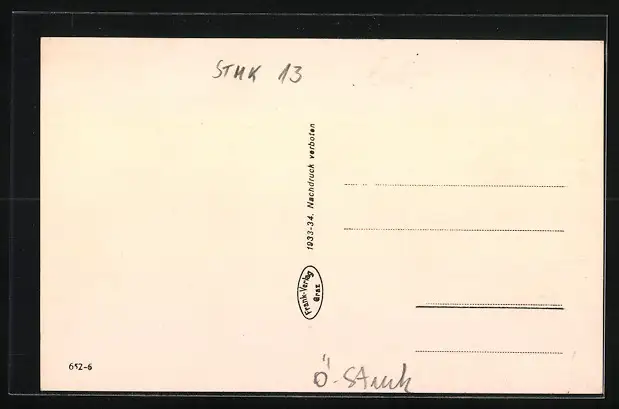 STMK 13
1933-34. Nachdruck verboten
Frank-Verlag
Graz
652-6
Ö-Stmk